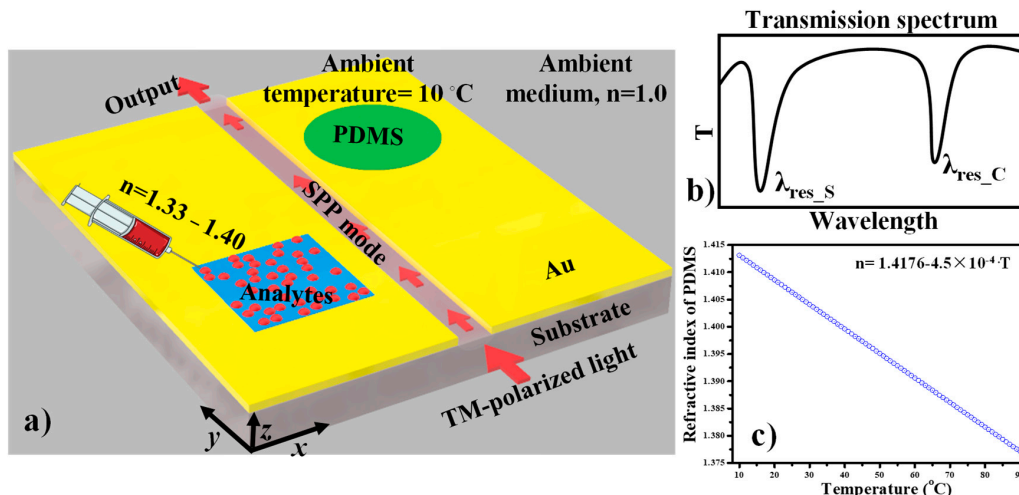 Ambient
temperature= 10 °C
Ambient
medium, n=1.0
Output
PDMS
SPP mode
n=1.33 – 1.40
Analytes
Au
Substrate
TM-polarized light
a)
z
y
x
Transmission spectrum
T
λres_S
λres_C
b)
Wavelength
n= 1.4176-4.5×10⁻⁴·T
Refractive index of PDMS
1.415
1.410
1.405
1.400
1.395
1.390
1.385
1.380
1.375
c)
10 20 30 40 50 60 70 80 90
Temperature (°C)